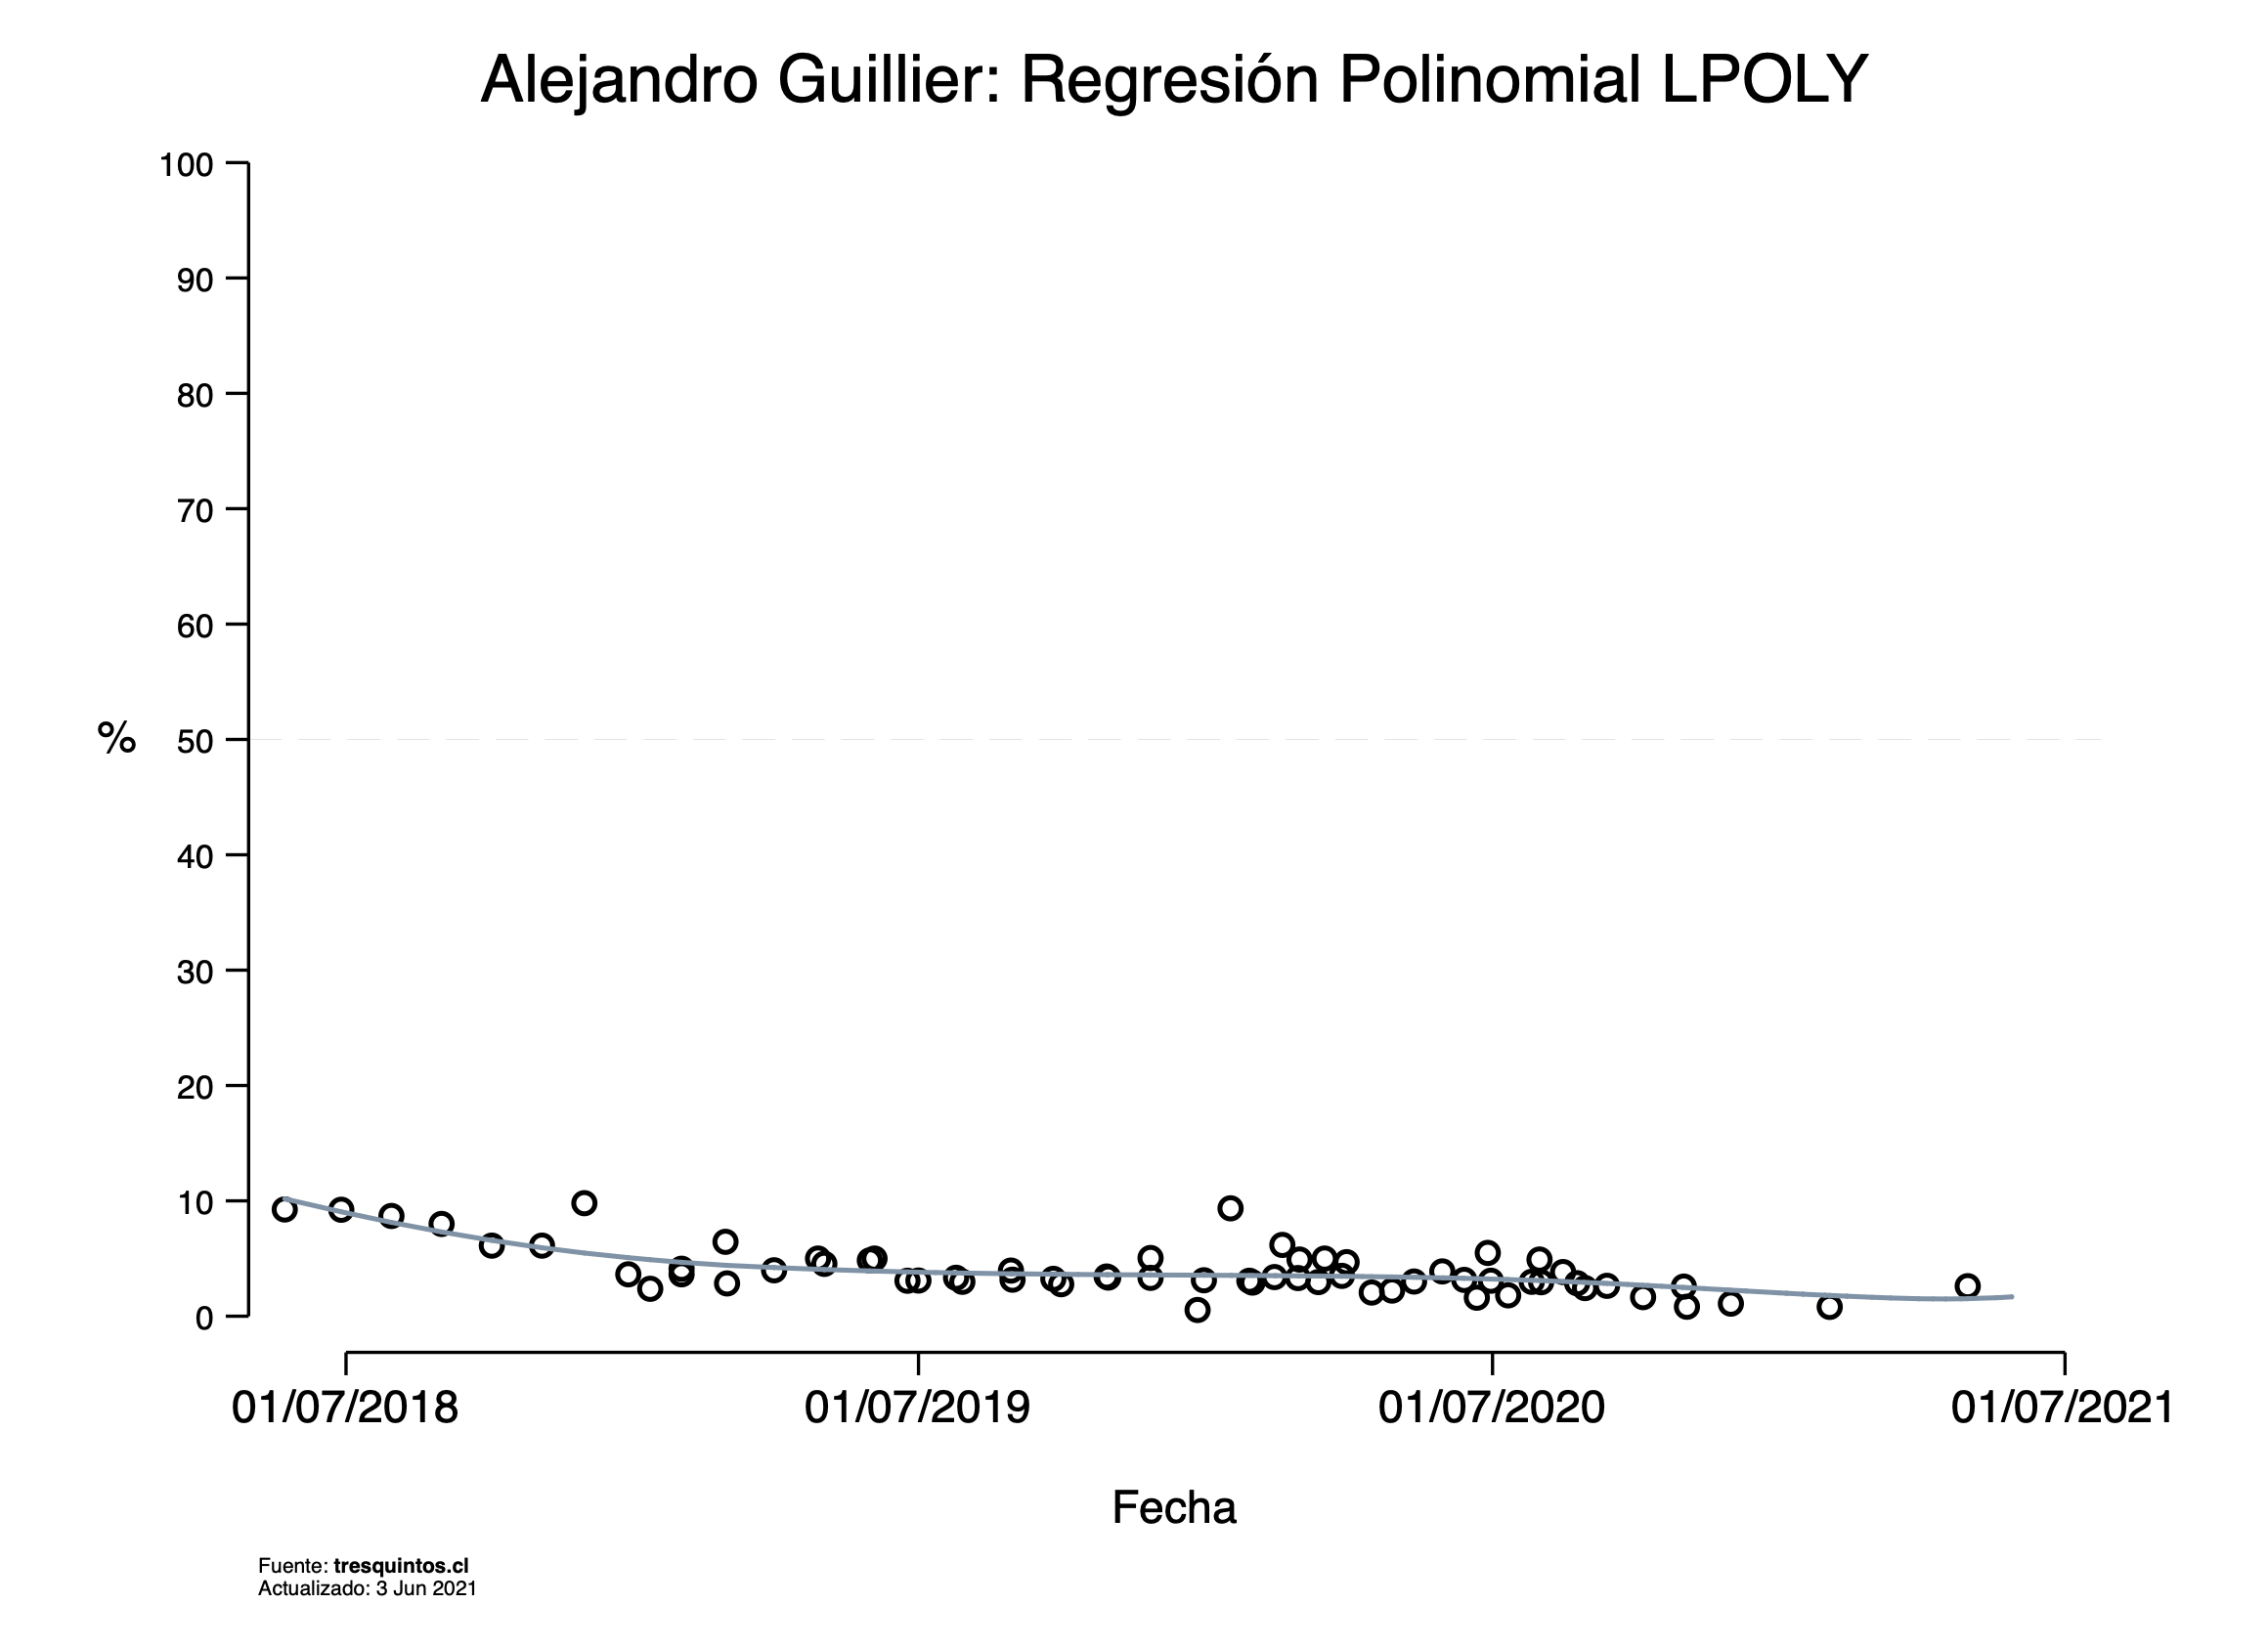 Alejandro Guillier: Regresión Polinomial LPOLY
100
90
80
70
60
% 50
40
30
20
10
0
01/07/2018 01/07/2019 01/07/2020 01/07/2021
Fecha
Fuente: tresquintos.cl
Actualizado: 3 Jun 2021